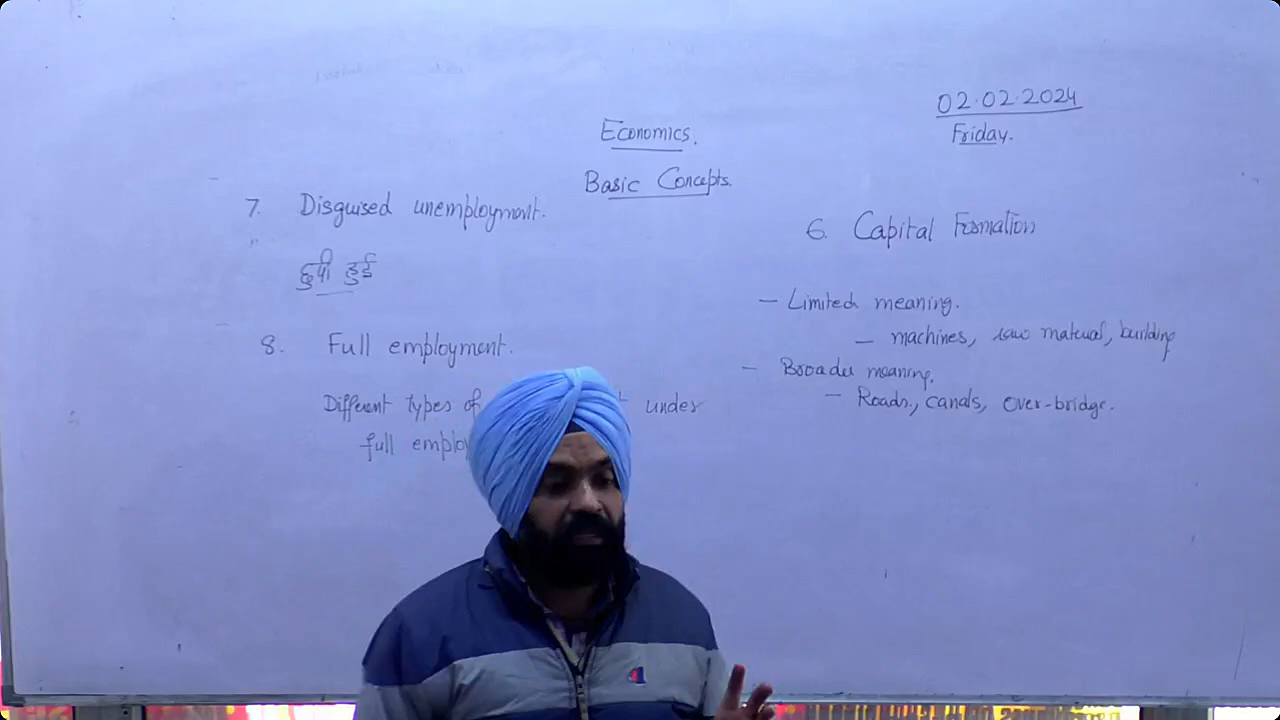 02.02.2024
Friday.
Economics.
Basic Concepts.
7. Disguised unemployment.
छुपी हुई
8. Full employment.
Different types of under
full
6. Capital Formation
– Limited meaning.
– machines, raw material, building
– Broader meaning.
– Roads, canals, over-bridge.